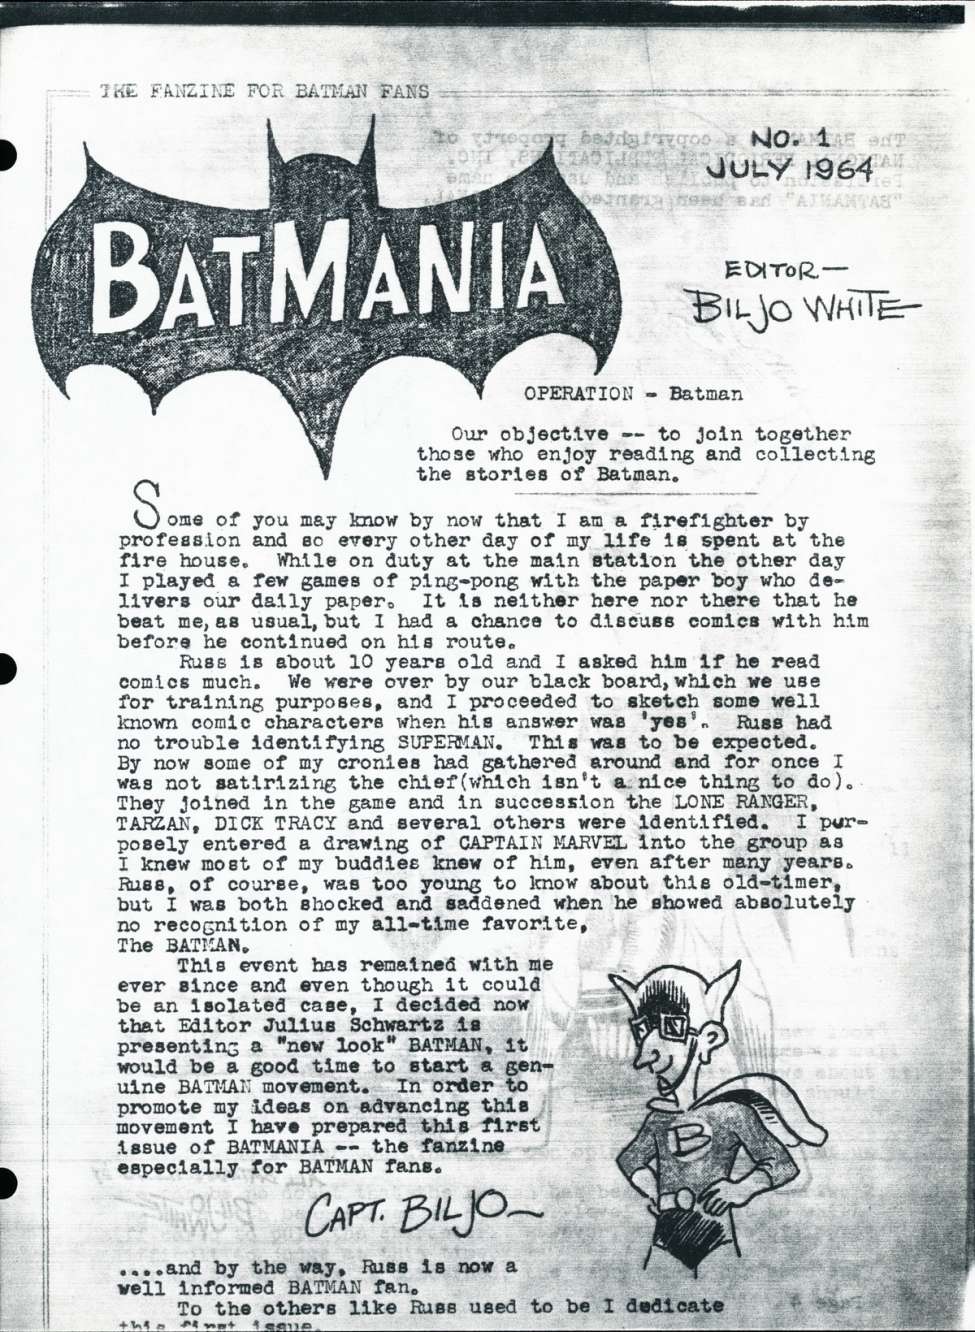 THE FANZINE FOR BATMAN FANS
NO. 1
JULY 1964
BATMANIA
EDITOR—
BILJO WHITE
OPERATION - Batman
Our objective -- to join together
those who enjoy reading and collecting
the stories of Batman.
Some of you may know by now that I am a firefighter by
profession and so every other day of my life is spent at the
fire house. While on duty at the main station the other day
I played a few games of ping-pong with the paper boy who de-
livers our daily paper. It is neither here nor there that he
beat me, as usual, but I had a chance to discuss comics with him
before he continued on his route.
Russ is about 10 years old and I asked him if he read
comics much. We were over by our black board, which we use
for training purposes, and I proceeded to sketch some well
known comic characters when his answer was 'yes'. Russ had
no trouble identifying SUPERMAN. This was to be expected.
By now some of my cronies had gathered around and for once I
was not satirizing the chief(which isn't a nice thing to do).
They joined in the game and in succession the LONE RANGER,
TARZAN, DICK TRACY and several others were identified. I pur-
posely entered a drawing of CAPTAIN MARVEL into the group as
I knew most of my buddies knew of him, even after many years.
Russ, of course, was too young to know about this old-timer,
but I was both shocked and saddened when he showed absolutely
no recognition of my all-time favorite,
The BATMAN.
This event has remained with me
ever since and even though it could
be an isolated case, I decided now
that Editor Julius Schwartz is
presenting a "new look" BATMAN, it
would be a good time to start a gen-
uine BATMAN movement. In order to
promote my ideas on advancing this
movement I have prepared this first
issue of BATMANIA -- the fanzine
especially for BATMAN fans.
B
CAPT. BILJO—
....and by the way, Russ is now a
well informed BATMAN fan.
To the others like Russ used to be I dedicate
this first issue.